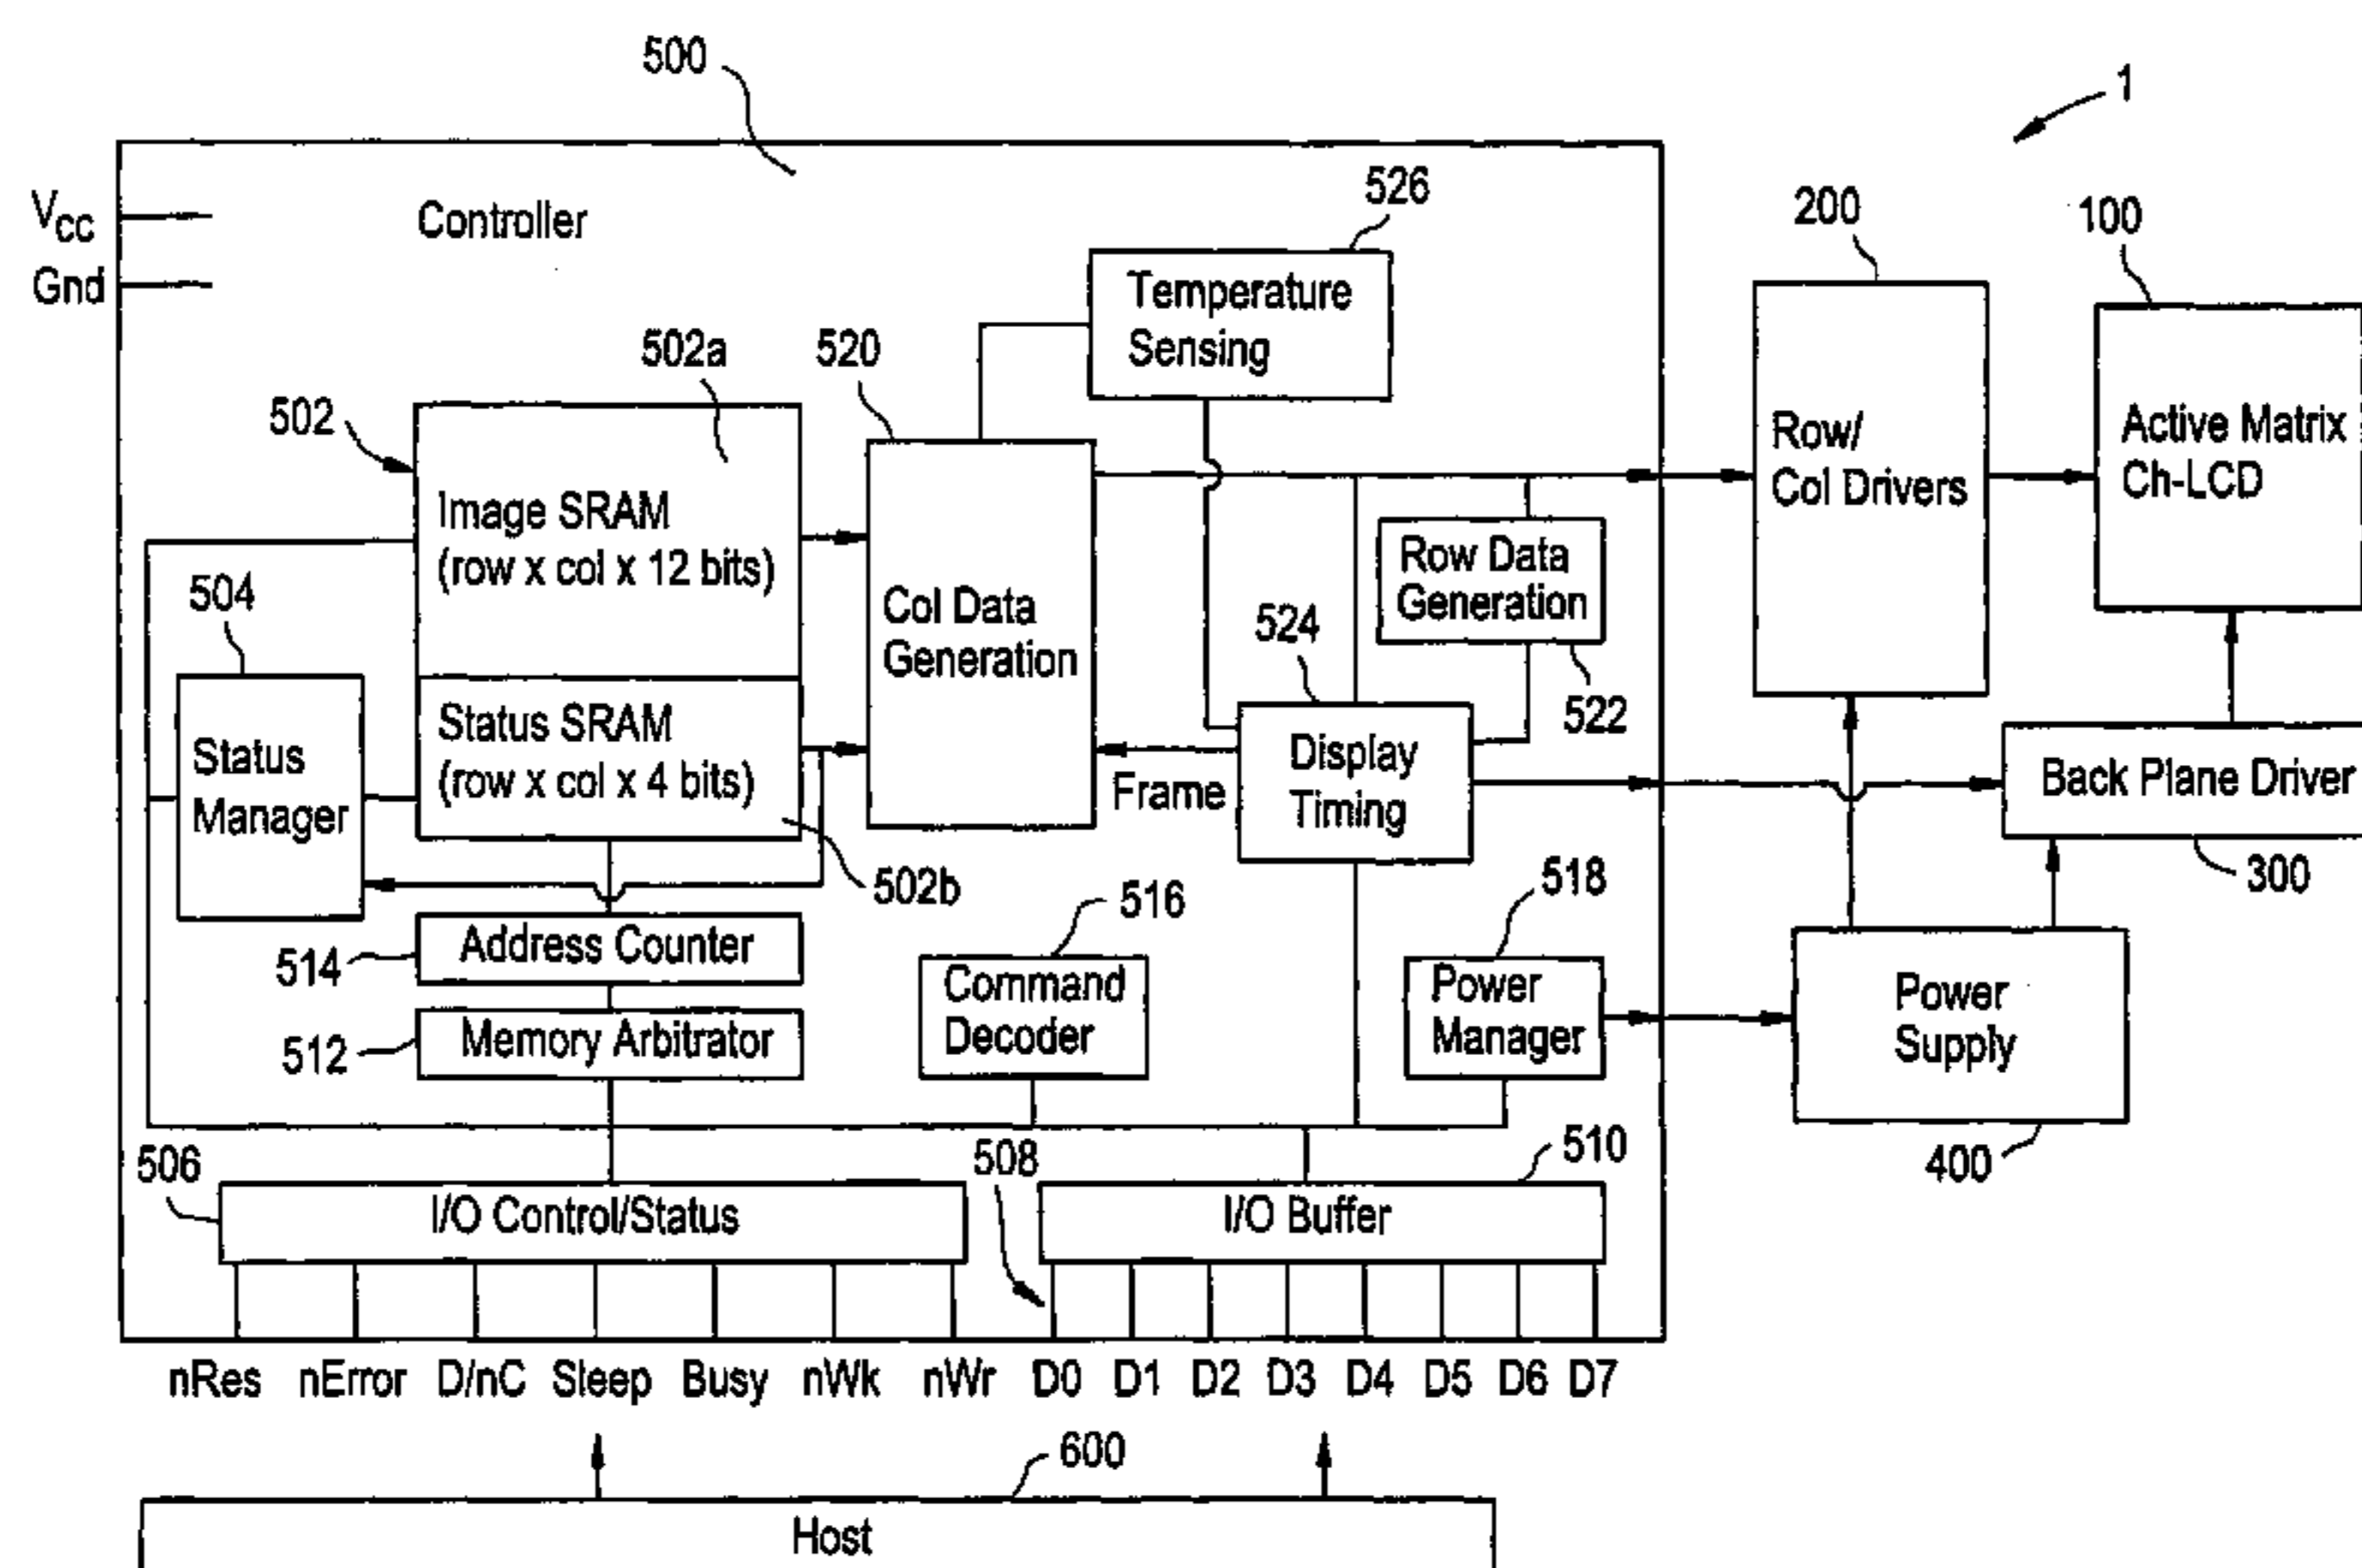 500
1
V_CC
Gnd
Controller
526
200
100
Temperature
Sensing
502a
520
502
Row/
Col Drivers
Active Matrix
Ch-LCD
Image SRAM
(row x col x 12 bits)
Row Data
Generation
504
Col Data
Generation
524
522
Status SRAM
(row x col x 4 bits)
Status
Manager
Display
Timing
Frame
Back Plane Driver
502b
516
518
300
514
Address Counter
Command
Decoder
Power
Manager
Power
Supply
512
Memory Arbitrator
506
508
510
400
I/O Control/Status
I/O Buffer
nRes nError D/nC Sleep Busy nWk nWr D0 D1 D2 D3 D4 D5 D6 D7
600
Host